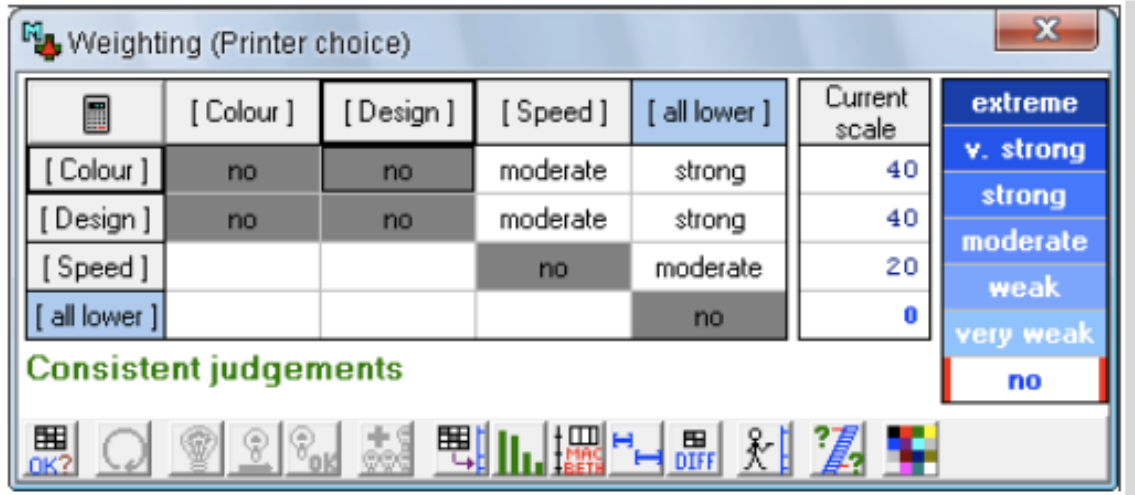 Weighting (Printer choice)
[ Colour ] [ Design ] [ Speed ] [ all lower ] Current scale
[ Colour ] no no moderate strong 40
[ Design ] no no moderate strong 40
[ Speed ] no moderate 20
[ all lower ] no 0
extreme
v. strong
strong
moderate
weak
very weak
no
Consistent judgements
OK? OK MAC BETH DIFF ? ?